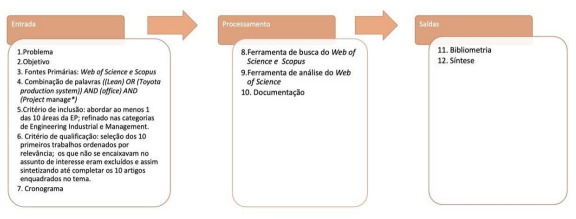 Entrada
1.Problema
2.Objetivo
3. Fontes Primárias: Web of Science e Scopus
4. Combinação de palavras ((Lean) OR (Toyota
production system)) AND (office) AND
(Project manage*)
5.Critério de inclusão: abordar ao menos 1
das 10 áreas da EP; refinado nas categorias
de Engineering Industrial e Management.
6. Critério de qualificação: seleção dos 10
primeiros trabalhos ordenados por
relevância; os que não se encaixavam no
assunto de interesse eram excluídos e assim
sintetizando até completar os 10 artigos
enquadrados no tema.
7. Cronograma
Processamento
8.Ferramenta de busca do Web of
Science e Scopus
9.Ferramenta de análise do Web
of Science
10. Documentação
Saídas
11. Bibliometria
12. Síntese